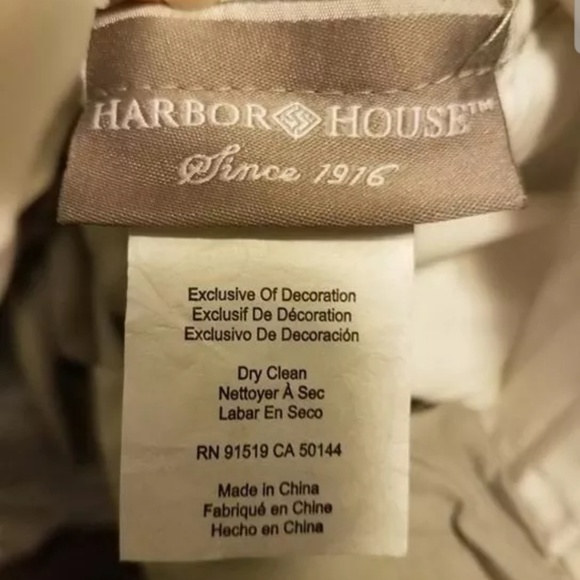 HARBOR HOUSE™
Since 1916
Exclusive Of Decoration
Exclusif De Décoration
Exclusivo De Decoración
Dry Clean
Nettoyer À Sec
Labar En Seco
RN 91519 CA 50144
Made in China
Fabriqué en Chine
Hecho en China